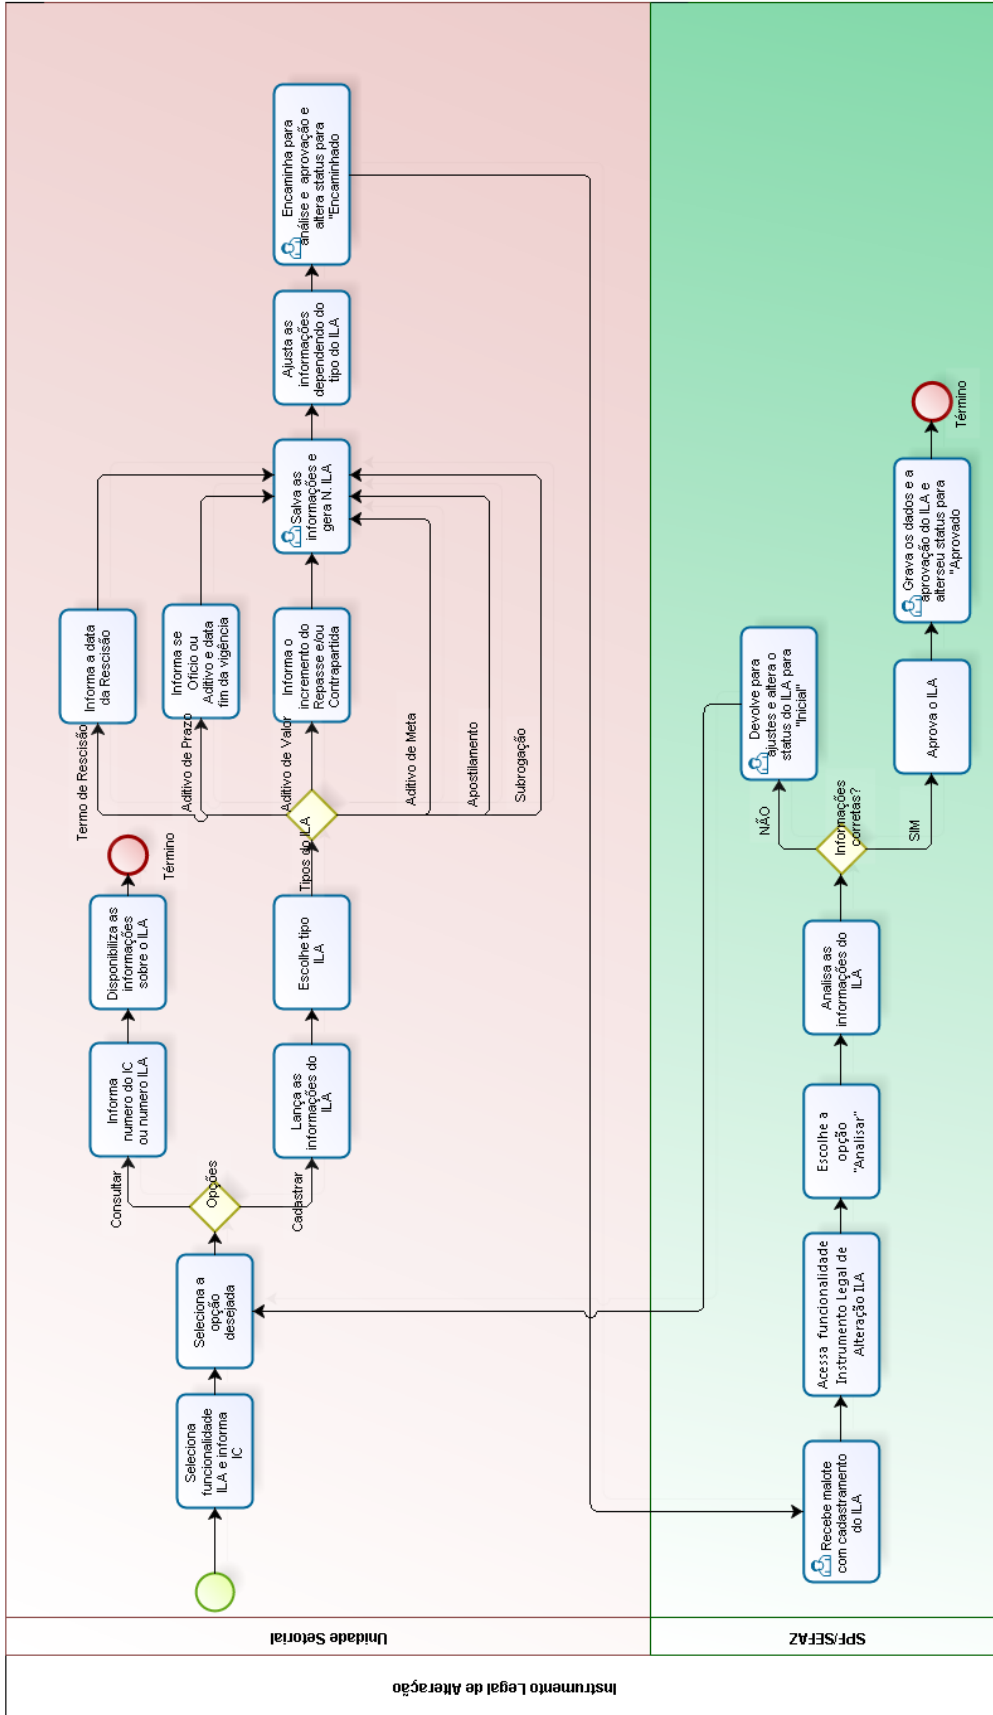 Instrumento Legal de Alteração
Unidade Setorial
Seleciona
funcionalidade
ILA e informa
IC
Seleciona a
opção
desejada
Opções
Consultar
Informa
numero do IC
ou numero ILA
Disponibiliza as
informações
sobre o ILA
Término
Cadastrar
Lança as
informações do
ILA
Escolhe tipo
ILA
Tipos do ILA
Termo de Rescisão
Informa a data
da Rescisão
Aditivo de Prazo
Informa se
Oficio ou
Aditivo e data
fim da vigência
Aditivo de Valor
Informa o
incremento do
Repasse e/ou
Contrapartida
Aditivo de Meta
Apostilamento
Subrogação
Salva as
informações e
gera N. ILA
Ajusta as
informações
dependendo do
tipo do ILA
Encaminha para
análise e aprovação e
altera status para
"Encaminhado
SPF/SEFAZ
Recebe malote
com cadastramento
do ILA
Acessa funcionalidade
Instrumento Legal de
Alteração ILA
Escolhe a
opção
"Analisar"
Analisa as
informações do
ILA
Informações
corretas?
NÃO
Devolve para
ajustes e altera o
status do ILA para
"Inicial"
SIM
Aprova o ILA
Grava os dados e a
aprovação do ILA e
alterseu status para
"Aprovado
Término